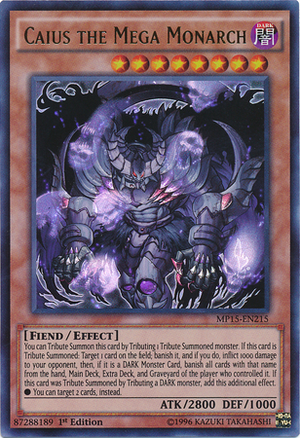 CAIUS THE MEGA MONARCH
DARK
闇
MP15-EN215
[FIEND / EFFECT]
You can Tribute Summon this card by Tributing 1 Tribute Summoned monster. If this card is
Tribute Summoned: Target 1 card on the field; banish it, and if you do, inflict 1000 damage
to your opponent, then, if it is a DARK Monster Card, banish all cards with that name
from the hand, Main Deck, Extra Deck, and Graveyard of the player who controlled it. If
this card was Tribute Summoned by Tributing a DARK monster, add this additional effect.
● You can target 2 cards, instead.
ATK/2800 DEF/1000
87288189 1st Edition ©1996 KAZUKI TAKAHASHI